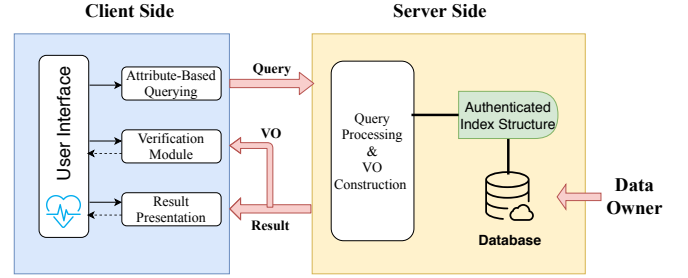 Client Side
Server Side
User Interface
Attribute-Based
Querying
Verification
Module
Result
Presentation
Query
VO
Result
Query
Processing
&
VO
Construction
Authenticated
Index Structure
Database
Data
Owner